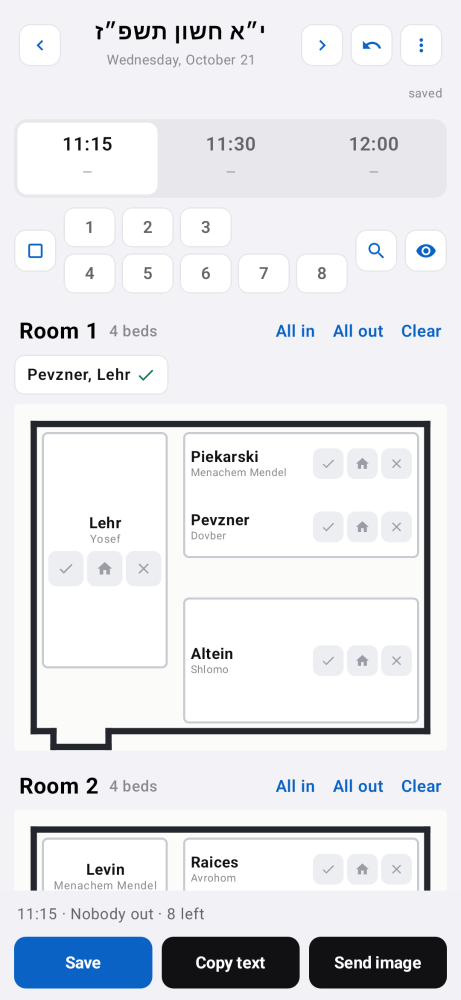 י״א חשון תשפ״ז
Wednesday, October 21
saved
11:15 11:30 12:00
– – –
1 2 3
4 5 6 7 8
Room 1 4 beds All in All out Clear
Pevzner, Lehr
Piekarski
Menachem Mendel
Lehr
Yosef
Pevzner
Dovber
Altein
Shlomo
Room 2 4 beds All in All out Clear
Levin
Menachem Mendel
Raices
Avrohom
11:15 · Nobody out · 8 left
Save Copy text Send image